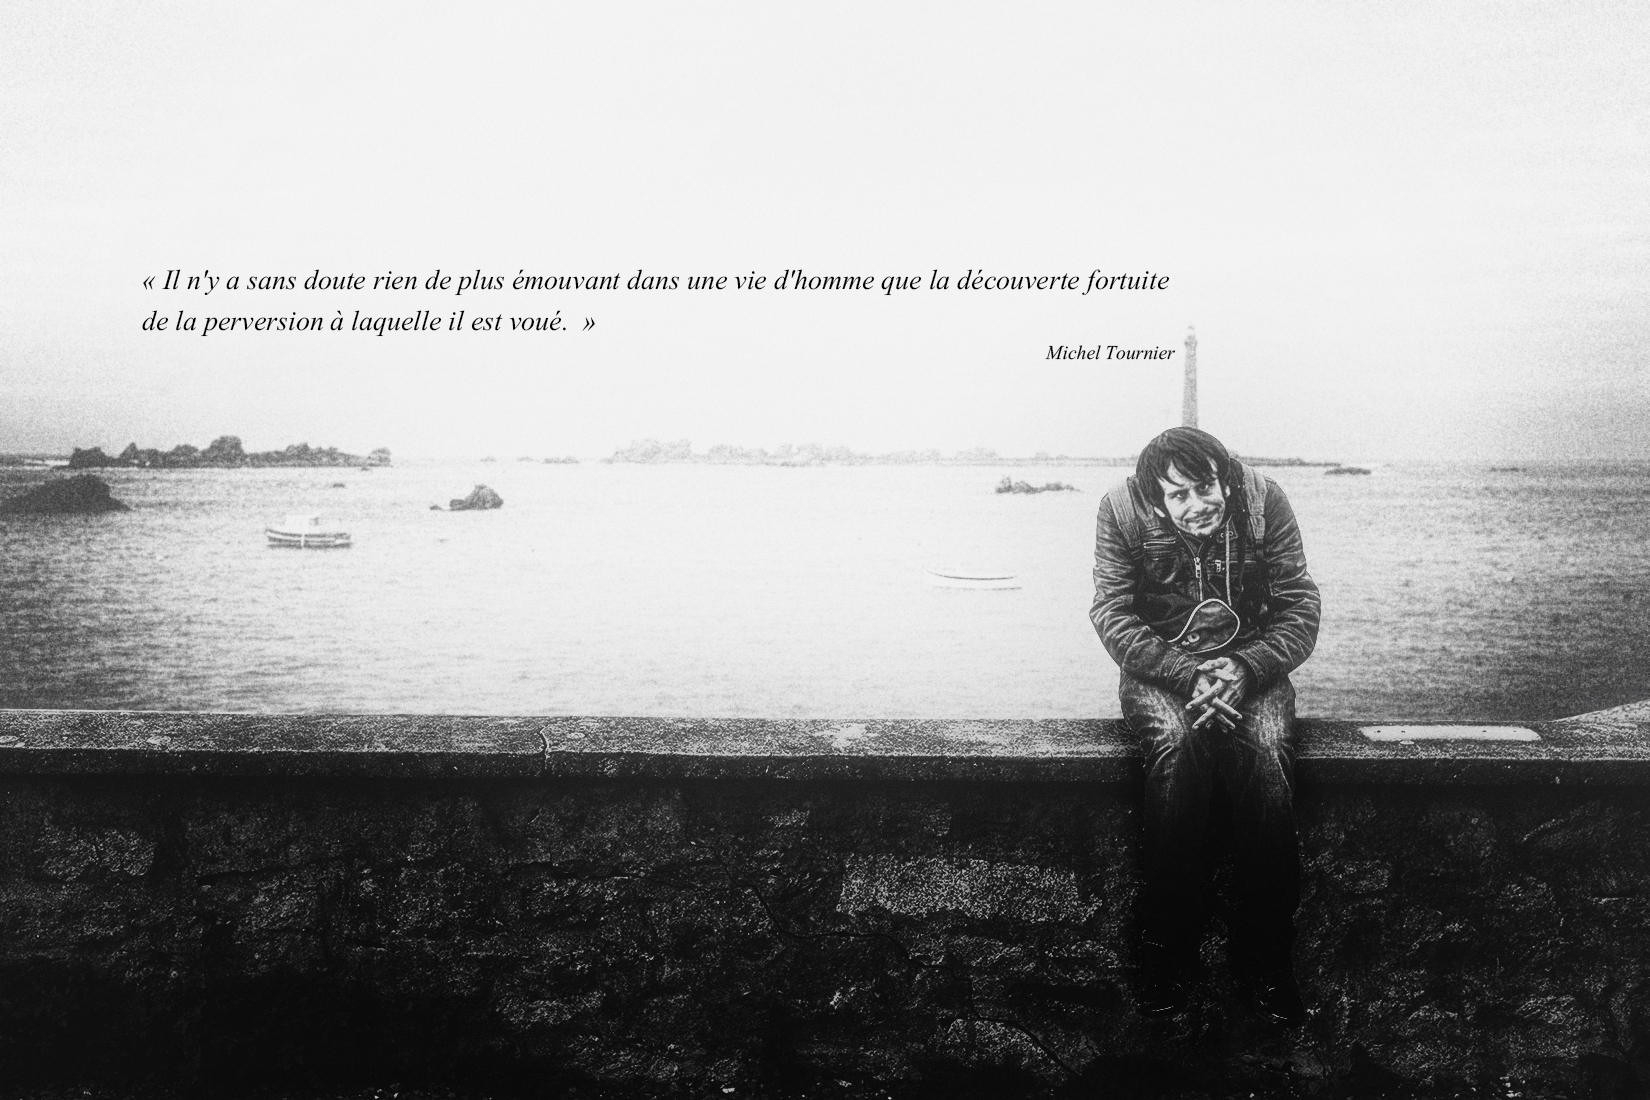 « Il n'y a sans doute rien de plus émouvant dans une vie d'homme que la découverte fortuite
de la perversion à laquelle il est voué.  »
Michel Tournier